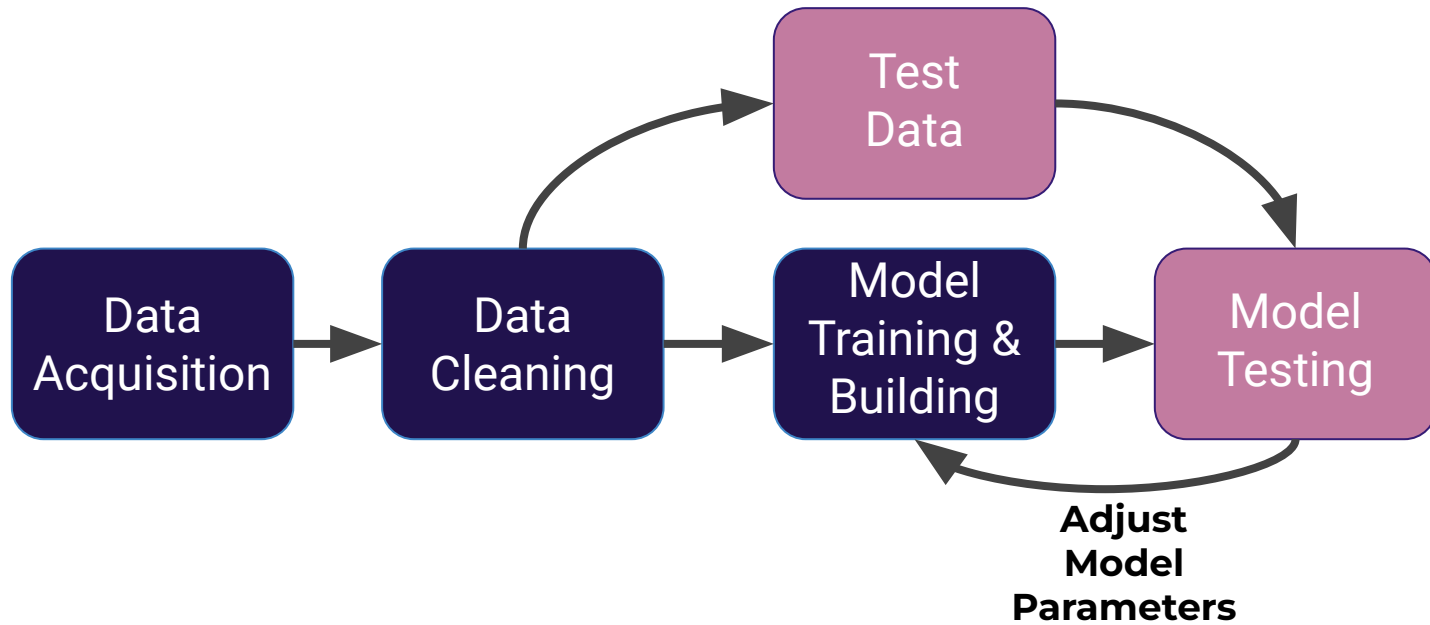 Test
Data
Data
Acquisition
Data
Cleaning
Model
Training &
Building
Model
Testing
Adjust
Model
Parameters